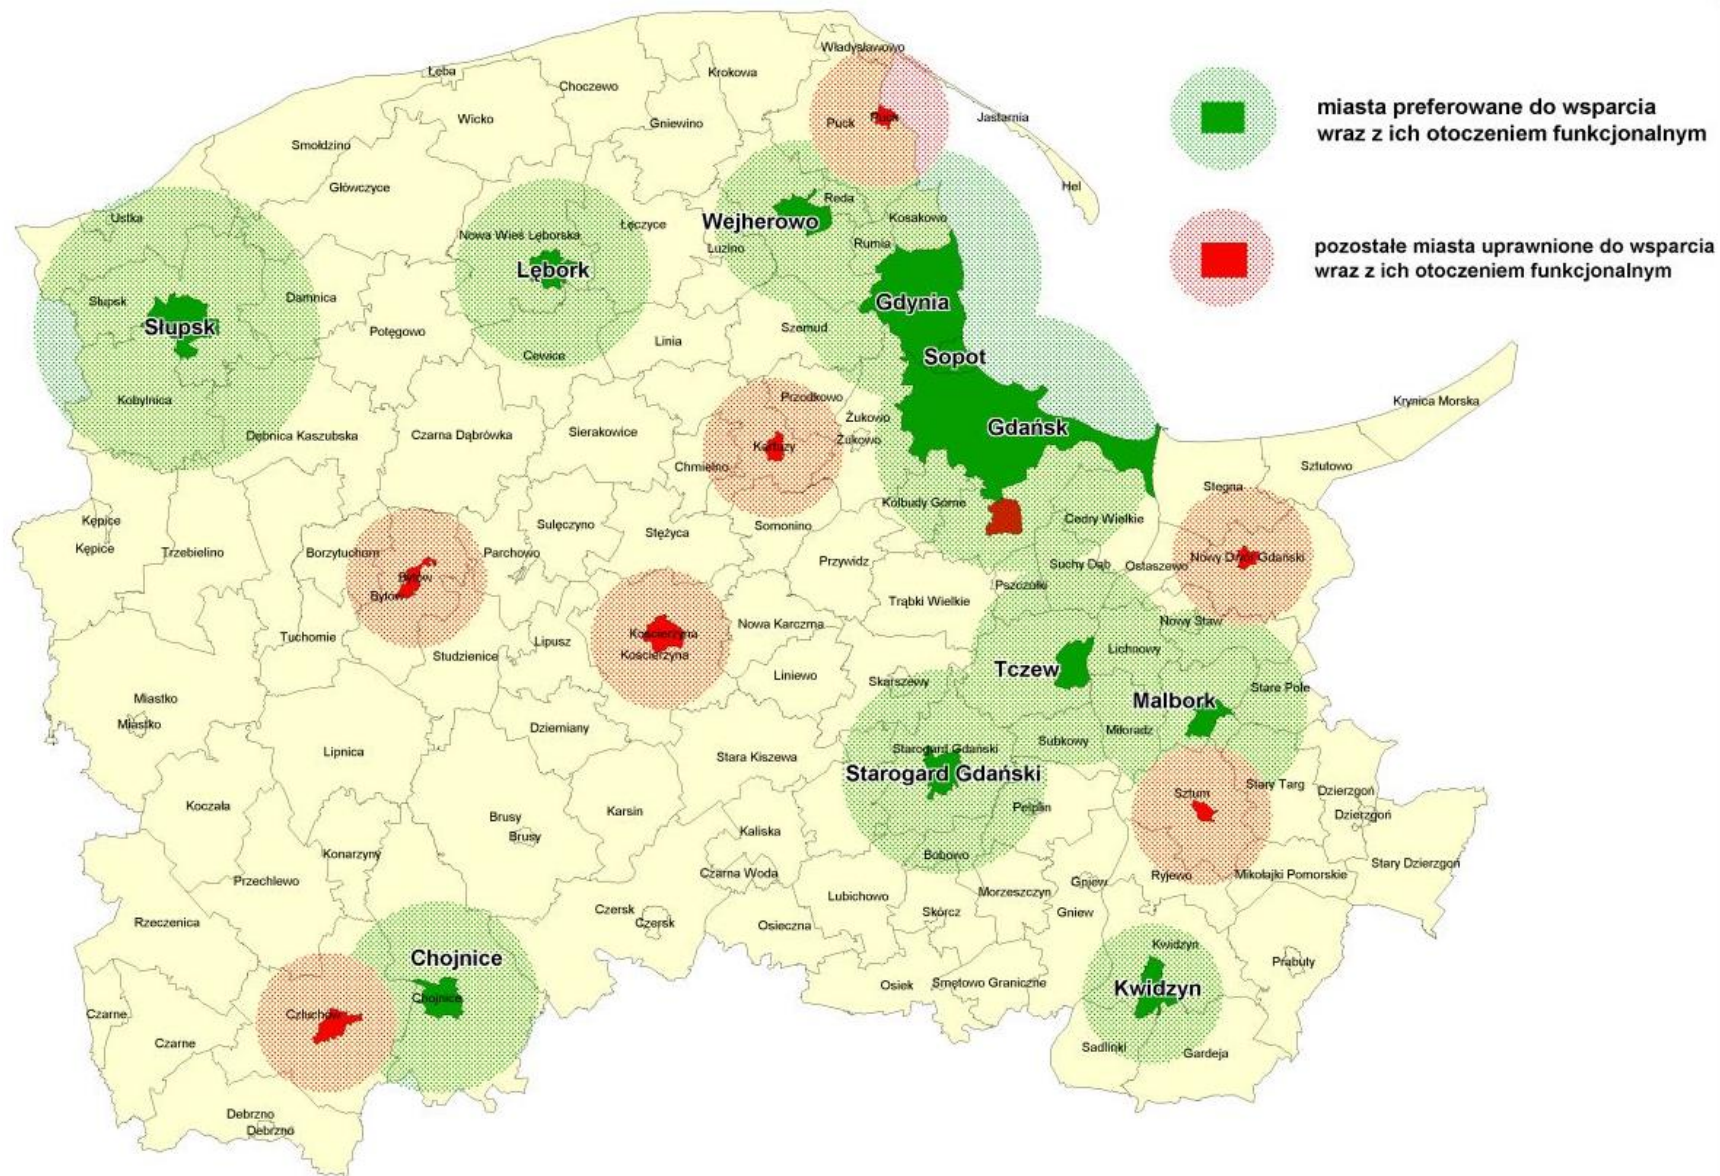 Władysławowo
Łeba
Krokowa
Choczewo
miasta preferowane do wsparcia
wraz z ich otoczeniem funkcjonalnym
Wicko
Gniewino
Puck
Puck
Jastarnia
Smołdzino
Główczyce
Hel
Reda
Ustka
Łęczyce
Wejherowo
Kosakowo
Nowa Wieś Lęborska
Luzino
Rumia
pozostałe miasta uprawnione do wsparcia
wraz z ich otoczeniem funkcjonalnym
Lębork
Słupsk
Damnica
Gdynia
Słupsk
Potęgowo
Szemud
Linia
Cewice
Sopot
Kobylnica
Przodkowo
Krynica Morska
Żukowo
Gdańsk
Dębnica Kaszubska
Czarna Dąbrówka
Sierakowice
Żukowo
Kartuzy
Chmielno
Sztutowo
Stegna
Kolbudy Górne
Kępice
Sulęczyno
Somonino
Cedry Wielkie
Kępice
Trzebielino
Borzytuchom
Parchowo
Stężyca
Przywidz
Suchy Dąb
Ostaszewo
Nowy Dwór Gdański
Bytów
Bytów
Pszczółki
Trąbki Wielkie
Tuchomie
Lipusz
Kościerzyna
Nowa Karczma
Nowy Staw
Studzienice
Kościerzyna
Lichnowy
Liniewo
Skarszewy
Tczew
Stare Pole
Miastko
Malbork
Miastko
Dziemiany
Miłoradz
Lipnica
Stara Kiszewa
Starogard Gdański
Subkowy
Starogard Gdański
Stary Targ
Sztum
Dzierzgoń
Koczała
Karsin
Pelplin
Dzierzgoń
Brusy
Brusy
Kaliska
Konarzyny
Bobowo
Stary Dzierzgoń
Przechlewo
Czarna Woda
Gniew
Ryjewo
Mikołajki Pomorskie
Lubichowo
Morzeszczyn
Rzeczenica
Czersk
Czersk
Osieczna
Skórcz
Gniew
Kwidzyn
Chojnice
Prabuty
Chojnice
Osiek
Smętowo Graniczne
Kwidzyn
Czarne
Człuchów
Czarne
Sadlinki
Gardeja
Debrzno
Debrzno